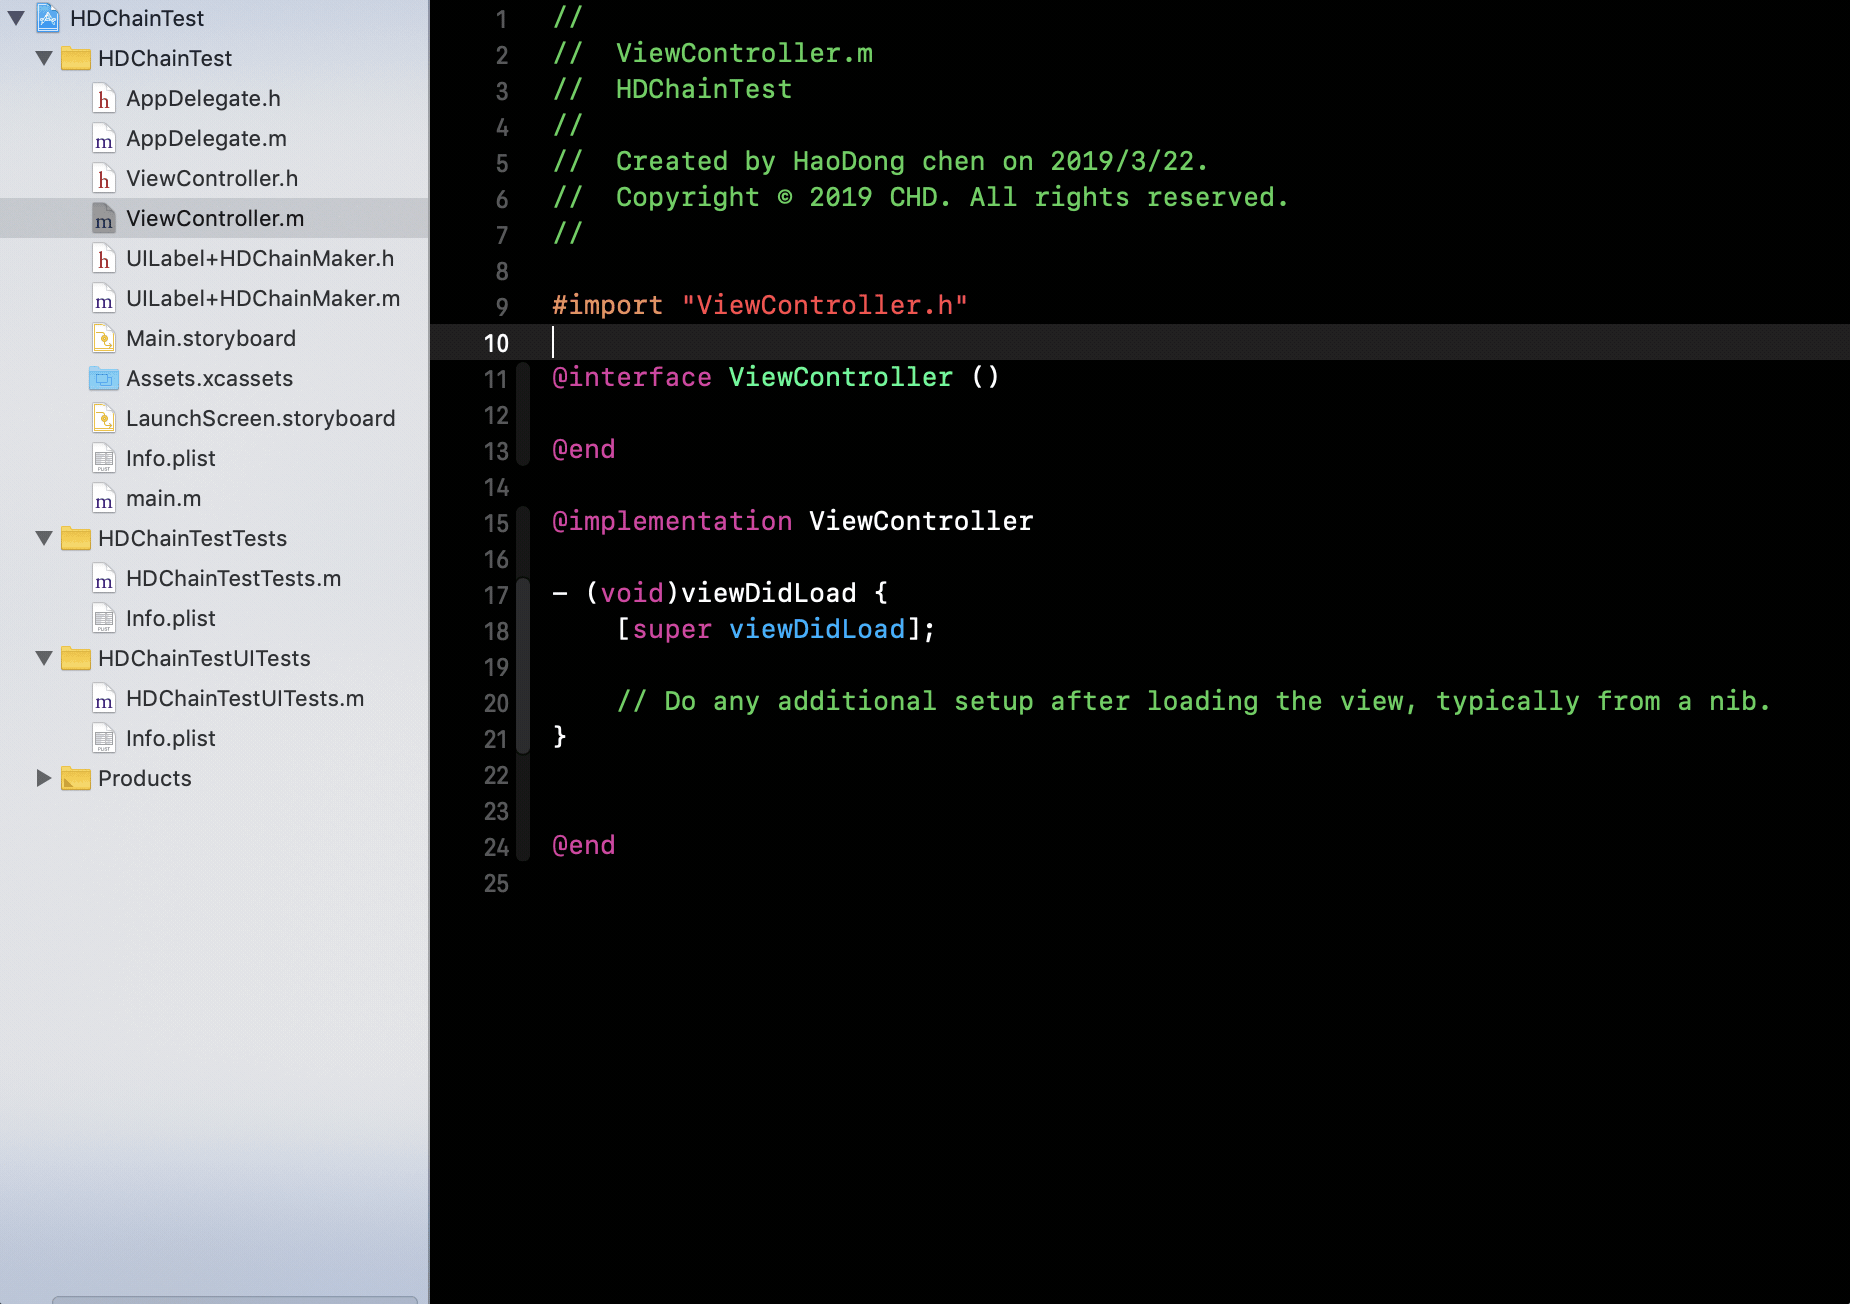 HDChainTest
HDChainTest
AppDelegate.h
AppDelegate.m
ViewController.h
ViewController.m
UILabel+HDChainMaker.h
UILabel+HDChainMaker.m
Main.storyboard
Assets.xcassets
LaunchScreen.storyboard
Info.plist
main.m
HDChainTestTests
HDChainTestTests.m
Info.plist
HDChainTestUITests
HDChainTestUITests.m
Info.plist
Products
1 //
2 //  ViewController.m
3 //  HDChainTest
4 //
5 //  Created by HaoDong chen on 2019/3/22.
6 //  Copyright © 2019 CHD. All rights reserved.
7 //
8
9 #import "ViewController.h"
10
11 @interface ViewController ()
12
13 @end
14
15 @implementation ViewController
16
17 - (void)viewDidLoad {
18     [super viewDidLoad];
19
20     // Do any additional setup after loading the view, typically from a nib.
21 }
22
23
24 @end
25